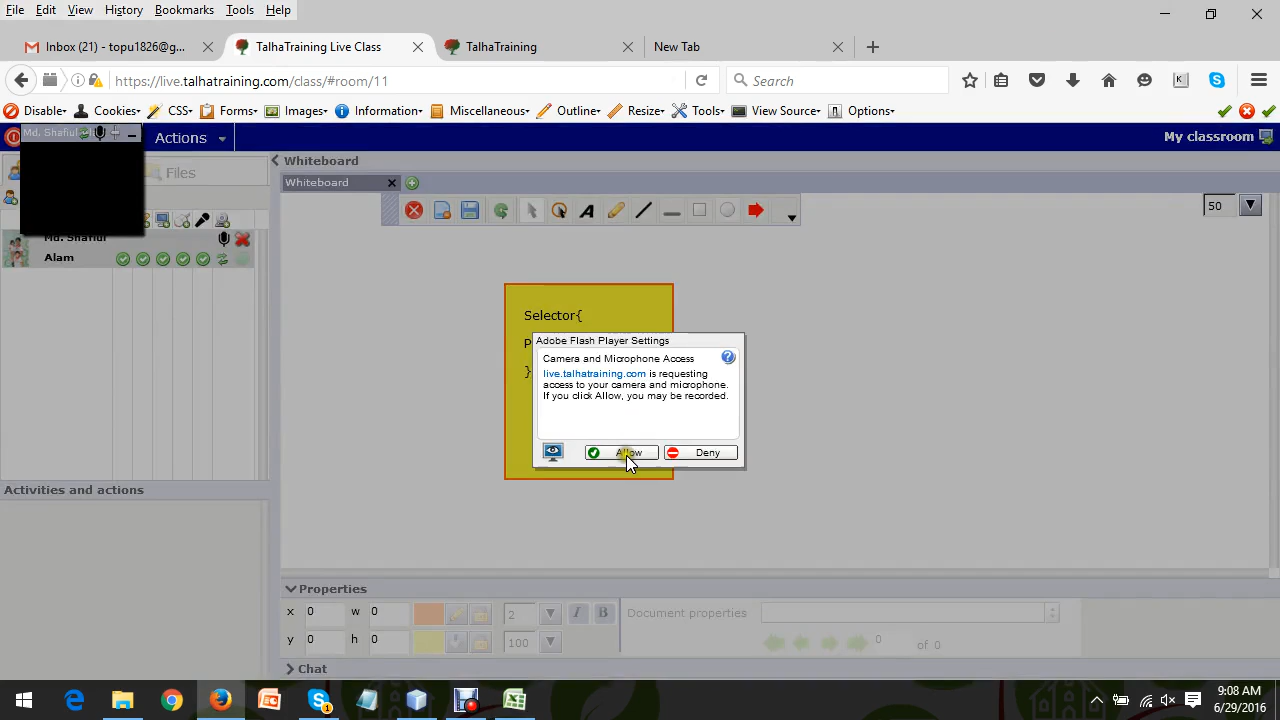 File Edit View History Bookmarks Tools Help
Inbox (21) - topu1826@g...
TalhaTraining Live Class
TalhaTraining
New Tab
https://live.talhatraining.com/class/#room/11
Search
Disable Cookies CSS Forms Images Information Miscellaneous Outline Resize Tools View Source Options
Md. Shafiul
Actions
My classroom
Files
Whiteboard
Whiteboard
50
Md. Shafiul
Alam
Selector{
p
}
Adobe Flash Player Settings
Camera and Microphone Access
live.talhatraining.com is requesting
access to your camera and microphone.
If you click Allow, you may be recorded.
Allow
Deny
Activities and actions
Properties
x 0 w 0 2 I B Document properties
y 0 h 0 100 0 of 0
Chat
9:08 AM
6/29/2016